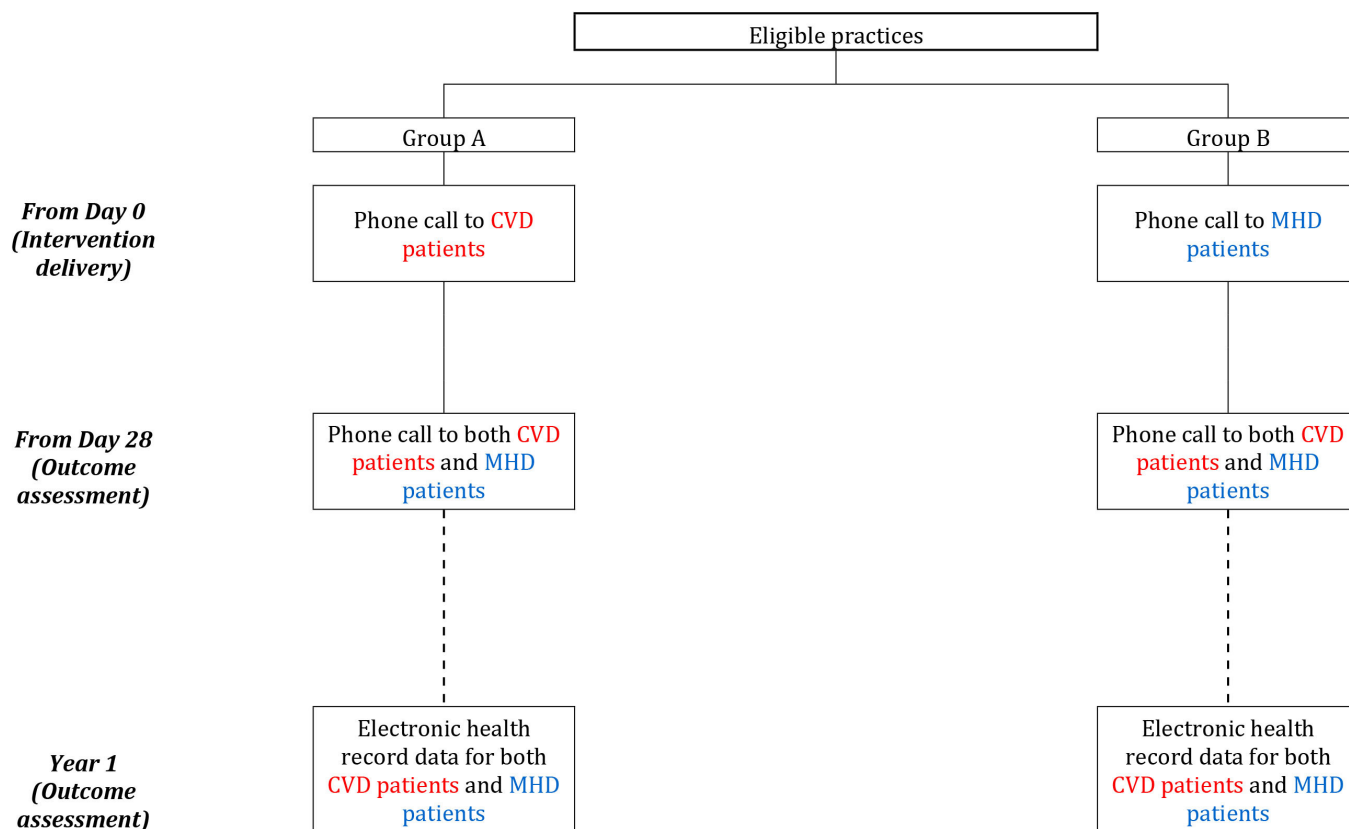 Eligible practices
Group A
Group B
From Day 0
(Intervention
delivery)
Phone call to CVD
patients
Phone call to MHD
patients
From Day 28
(Outcome
assessment)
Phone call to both CVD
patients and MHD
patients
Phone call to both CVD
patients and MHD
patients
Year 1
(Outcome
assessment)
Electronic health
record data for both
CVD patients and MHD
patients
Electronic health
record data for both
CVD patients and MHD
patients